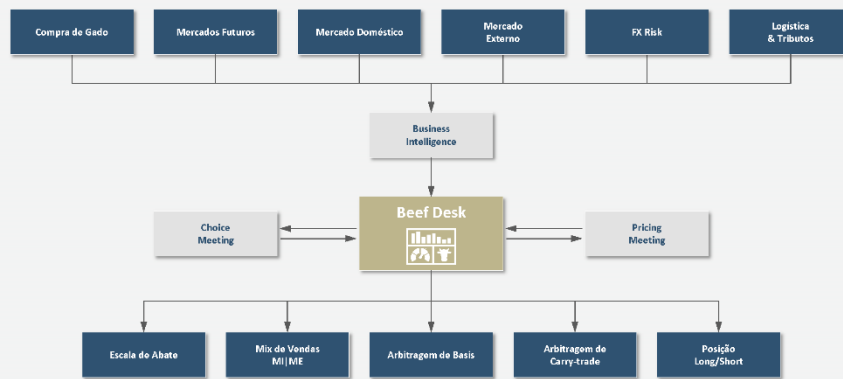 Compra de Gado
Mercados Futuros
Mercado Doméstico
Mercado
Externo
FX Risk
Logística
& Tributos
Business
Intelligence
Beef Desk
Choice
Meeting
Pricing
Meeting
Escala de Abate
Mix de Vendas
MI|ME
Arbitragem de Basis
Arbitragem de
Carry-trade
Posição
Long/Short